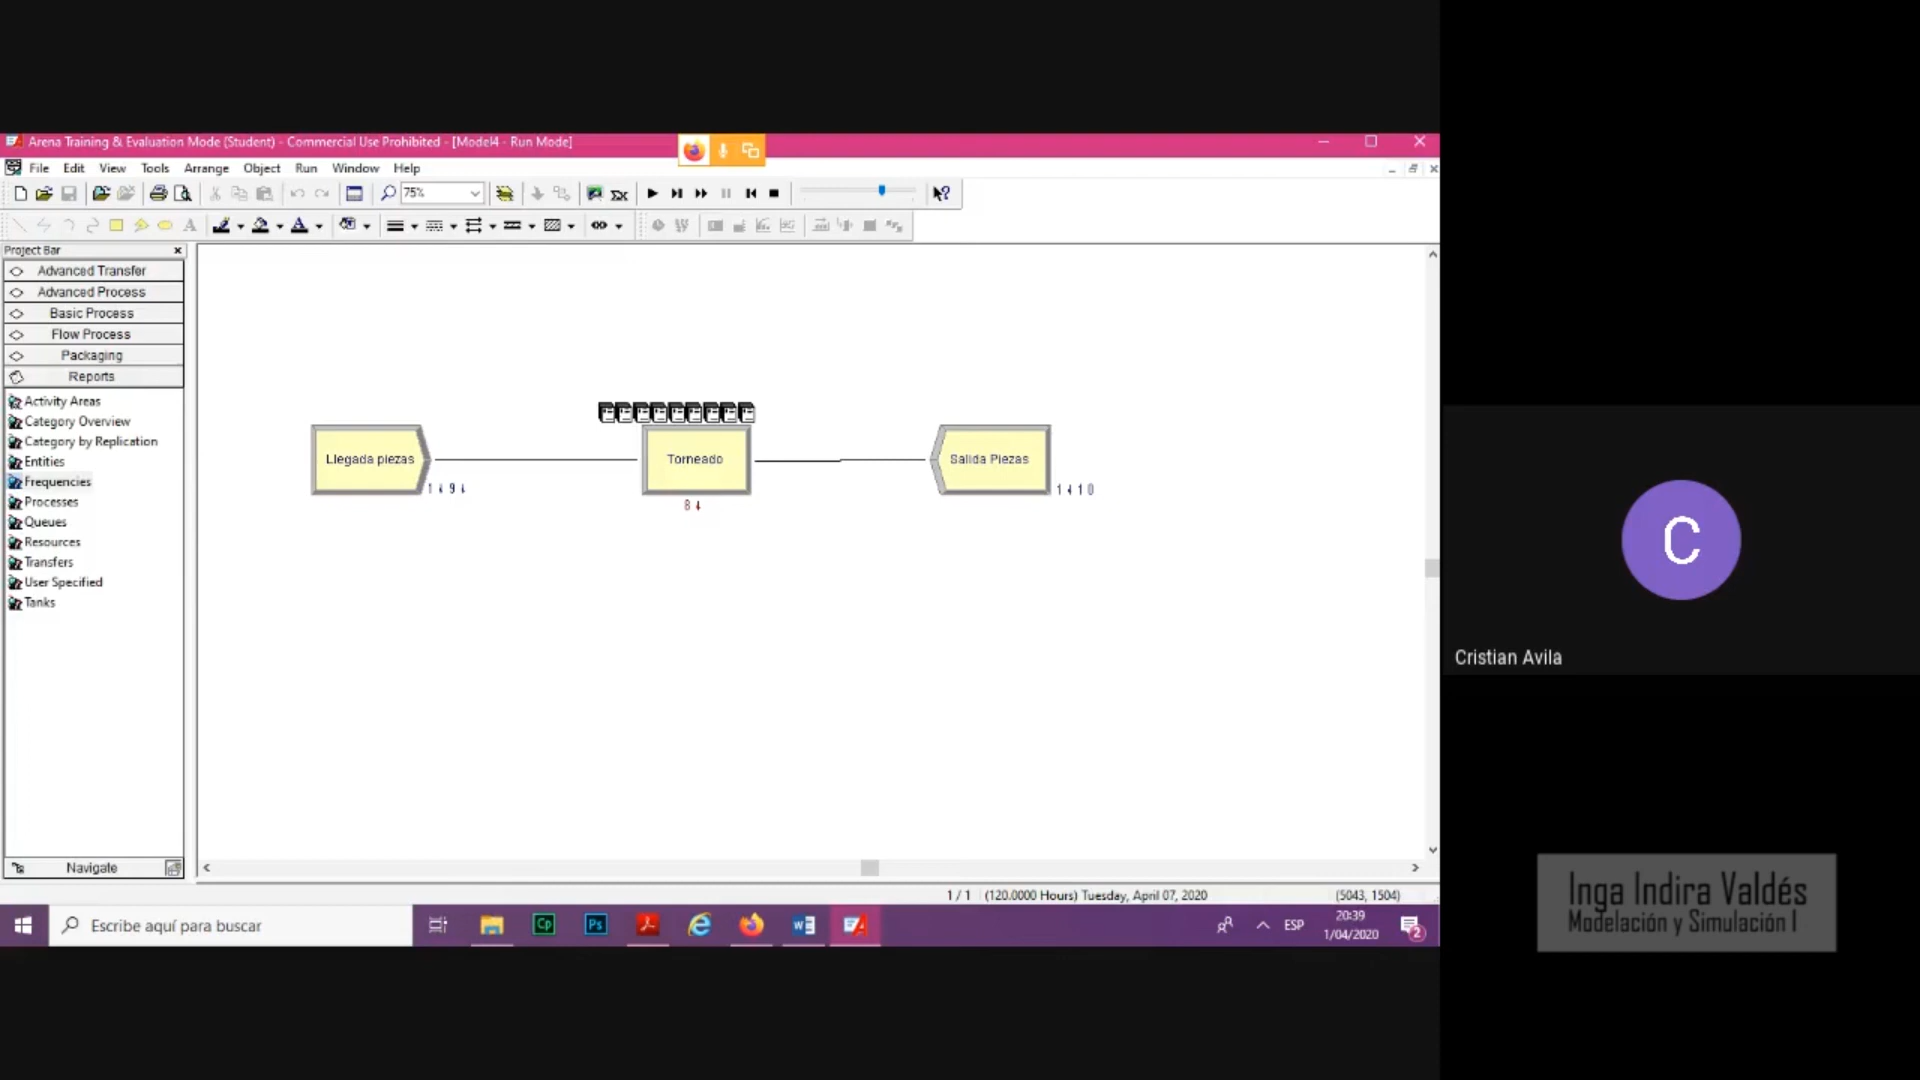 Arena Training & Evaluation Mode (Student) - Commercial Use Prohibited - [Model4 - Run Mode]
File Edit View Tools Arrange Object Run Window Help
75%
Project Bar
Advanced Transfer
Advanced Process
Basic Process
Flow Process
Packaging
Reports
Activity Areas
Category Overview
Category by Replication
Entities
Frequencies
Processes
Queues
Resources
Transfers
User Specified
Tanks
Navigate
Llegada piezas
Torneado
Salida Piezas
1 / 1 (120.0000 Hours) Tuesday, April 07, 2020 (5043, 1504)
Escribe aquí para buscar
ESP
20:39
1/04/2020
2
C
Cristian Avila
Inga Indira Valdés
Modelación y Simulación I